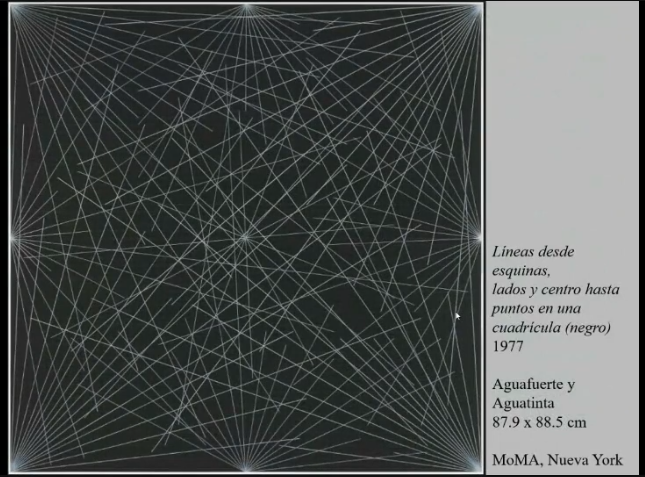 Líneas desde
esquinas,
lados y centro hasta
puntos en una
cuadrícula (negro)
1977
Aguafuerte y
Aguatinta
87.9 x 88.5 cm
MoMA, Nueva York